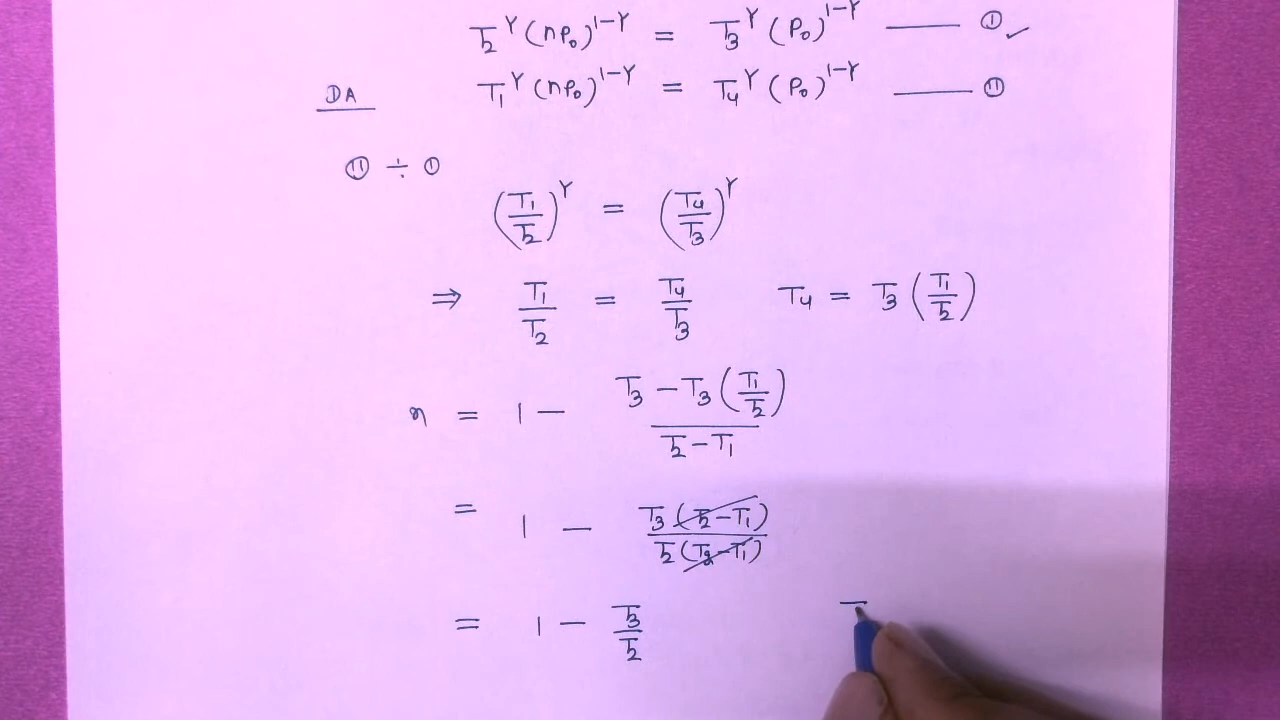 T₂^γ (nP₀)^1-γ = T₃^γ (P₀)^1-γ —— ① ✓
DA T₁^γ (nP₀)^1-γ = T₄^γ (P₀)^1-γ —— ⑪
⑪ ÷ ①
(T₁/T₂)^γ = (T₄/T₃)^γ
⇒ T₁/T₂ = T₄/T₃ T₄ = T₃ (T₁/T₂)
η = 1 - (T₃ - T₃ (T₁/T₂))/(T₂ - T₁)
= 1 - T₃ (T₂ - T₁)/T₂ (T₂ - T₁)
= 1 - T₃/T₂ T